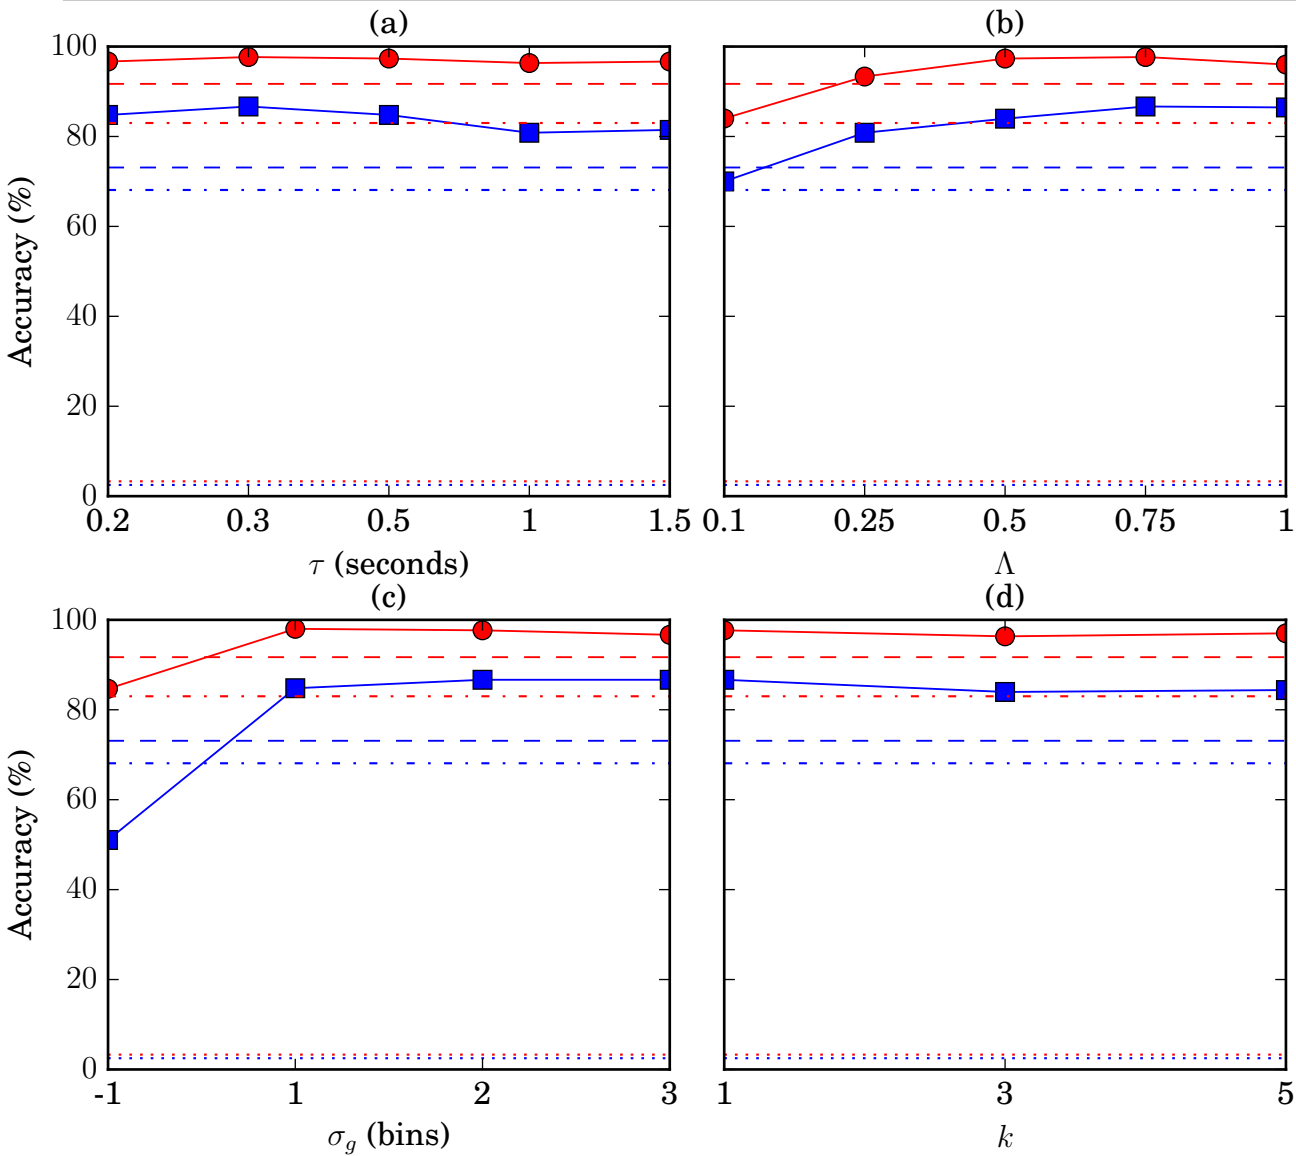 (a) (b)
100
80
60
40
20
0
Accuracy (%)
0.2 0.3 0.5 1 1.5 0.1 0.25 0.5 0.75 1
τ (seconds) Λ
(c) (d)
100
80
60
40
20
0
Accuracy (%)
-1 1 2 3 1 3 5
σg (bins) k